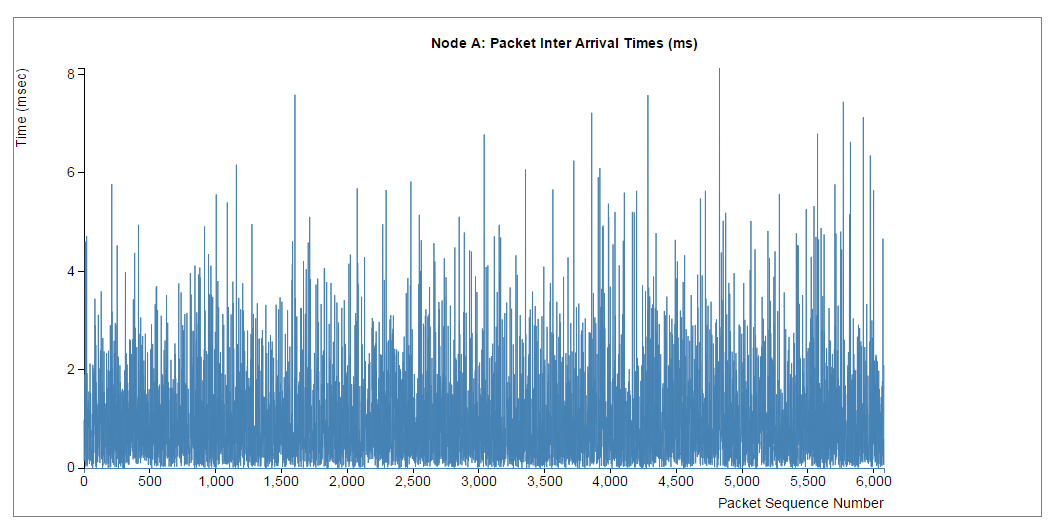 Node A: Packet Inter Arrival Times (ms)
Time (msec)
8
6
4
2
0
0 500 1,000 1,500 2,000 2,500 3,000 3,500 4,000 4,500 5,000 5,500 6,000
Packet Sequence Number